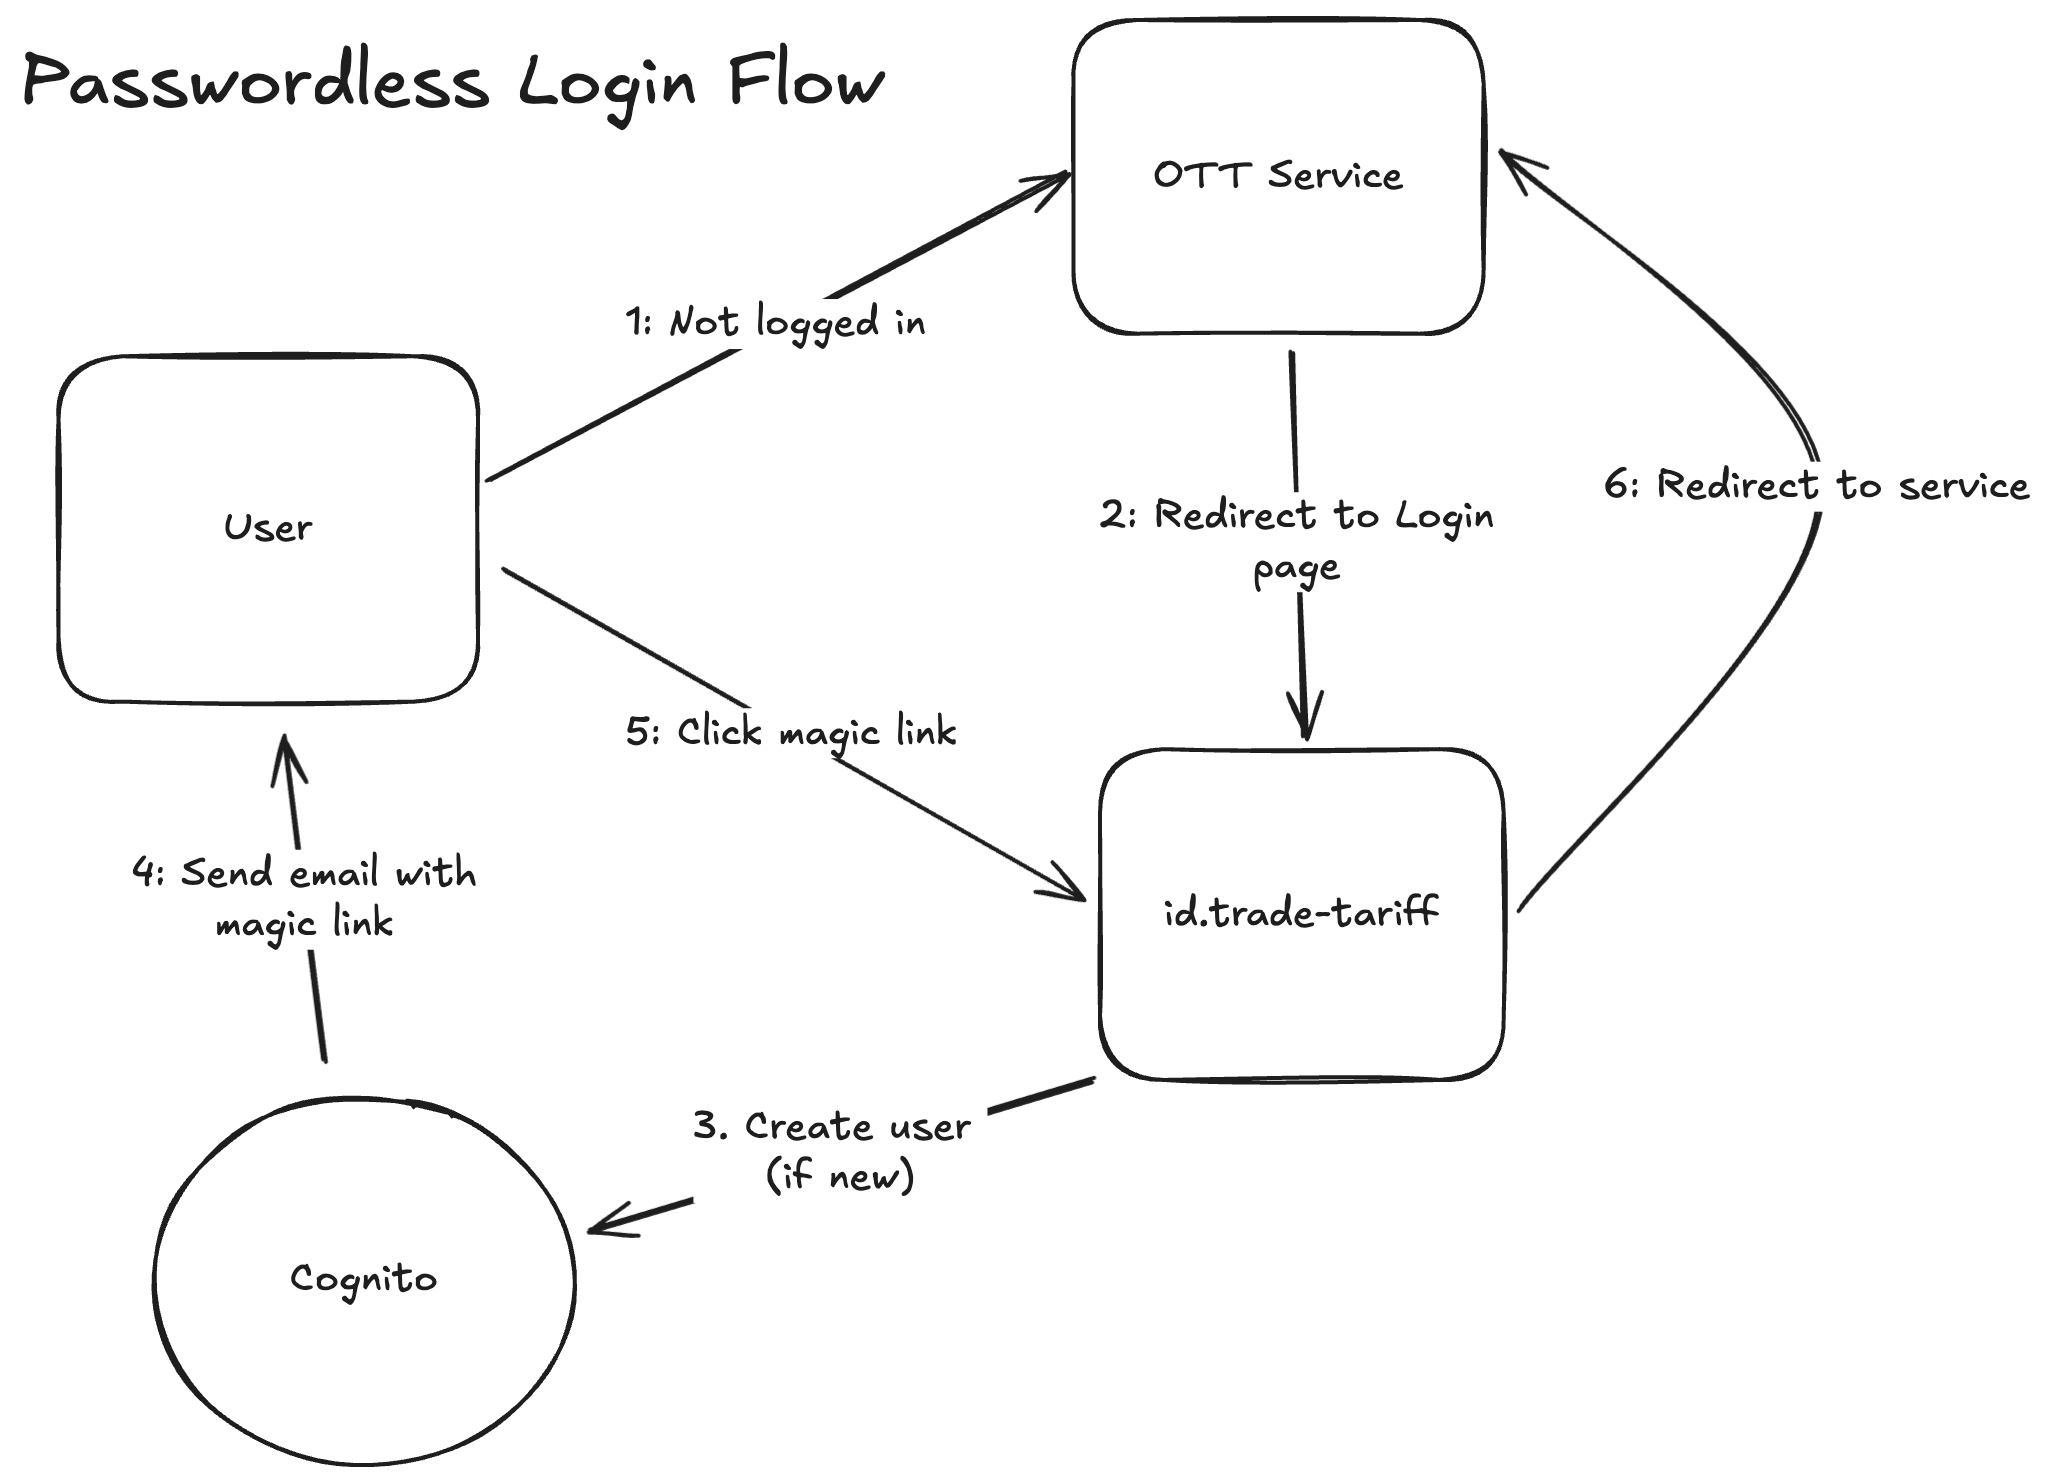 Passwordless Login Flow
OTT Service
1: Not logged in
User
2: Redirect to Login
page
6: Redirect to service
5: Click magic link
4: Send email with
magic link
id.trade-tariff
3. Create user
(if new)
Cognito